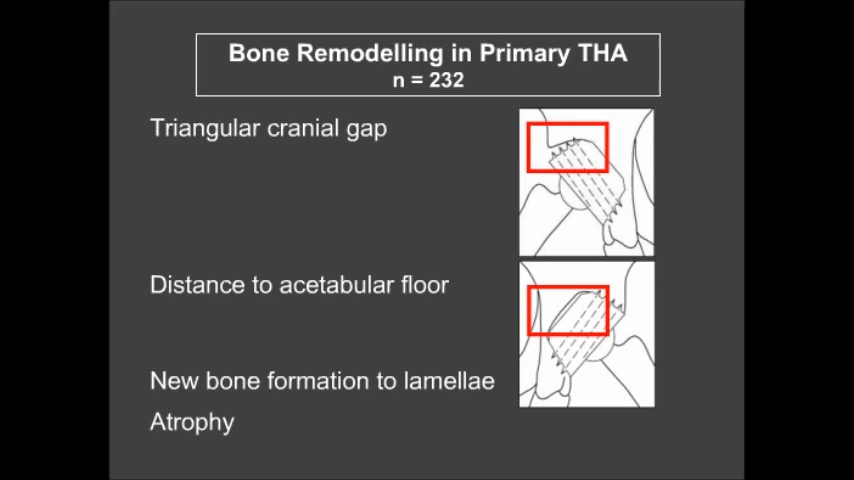 Bone Remodelling in Primary THA
n = 232
Triangular cranial gap
Distance to acetabular floor
New bone formation to lamellae
Atrophy